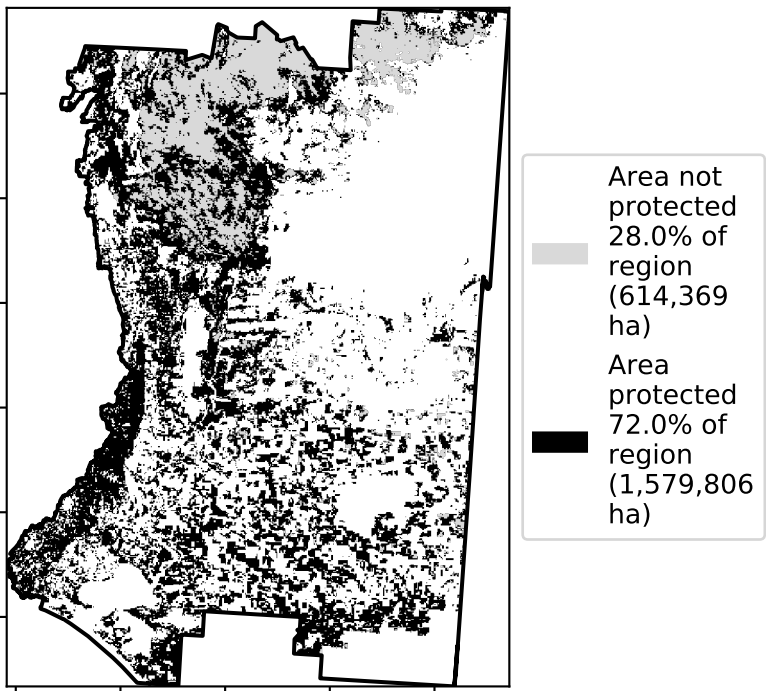 Area not
protected
28.0% of
region
(614,369
ha)
Area
protected
72.0% of
region
(1,579,806
ha)